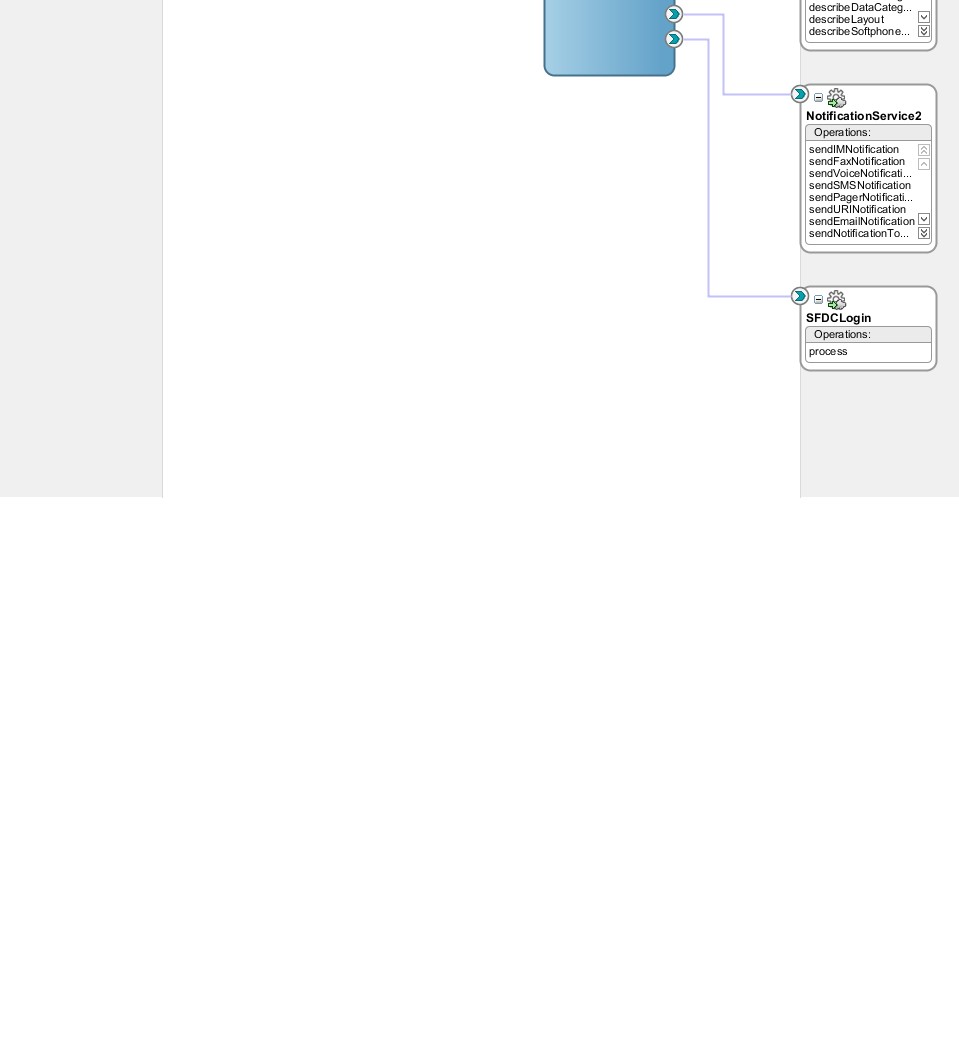 describeDataCateg...
describeLayout
describeSoftphone...
NotificationService2
Operations:
sendIMNotification
sendFaxNotification
sendVoiceNotificati...
sendSMSNotification
sendPagerNotificati...
sendURINotification
sendEmailNotification
sendNotificationTo...
SFDCLogin
Operations:
process